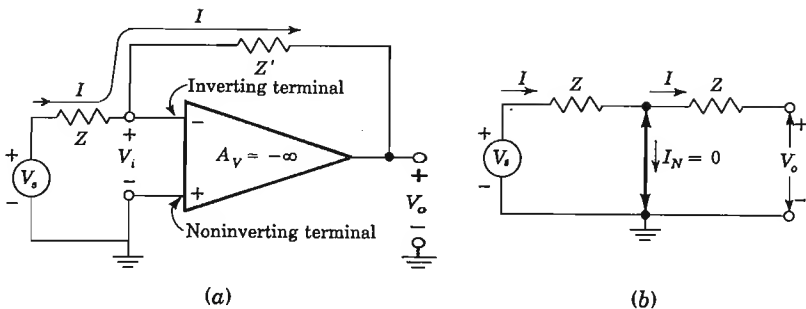 I
Z'
I
Z
Inverting terminal
−
+
V_i
−
A_V ≃ −∞
+
V_s
−
+
Noninverting terminal
+
V_o
−
(a)
I
Z
I
Z
+
V_s
−
I_N = 0
+
V_o
−
(b)